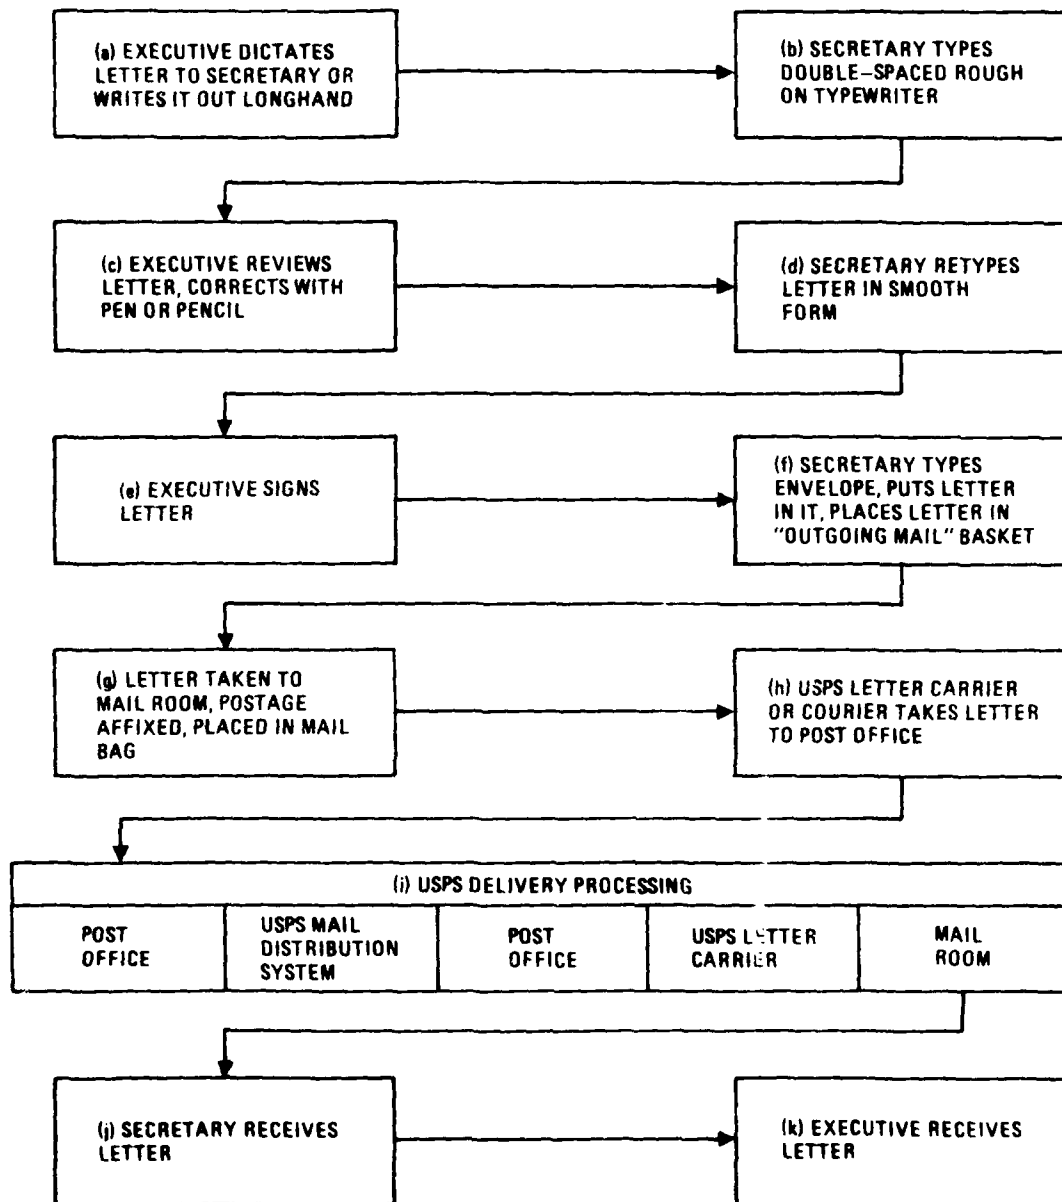 (a) EXECUTIVE DICTATES
LETTER TO SECRETARY OR
WRITES IT OUT LONGHAND
(b) SECRETARY TYPES
DOUBLE-SPACED ROUGH
ON TYPEWRITER
(c) EXECUTIVE REVIEWS
LETTER, CORRECTS WITH
PEN OR PENCIL
(d) SECRETARY RETYPES
LETTER IN SMOOTH
FORM
(e) EXECUTIVE SIGNS
LETTER
(f) SECRETARY TYPES
ENVELOPE, PUTS LETTER
IN IT, PLACES LETTER IN
"OUTGOING MAIL" BASKET
(g) LETTER TAKEN TO
MAIL ROOM, POSTAGE
AFFIXED, PLACED IN MAIL
BAG
(h) USPS LETTER CARRIER
OR COURIER TAKES LETTER
TO POST OFFICE
(i) USPS DELIVERY PROCESSING
POST
OFFICE
USPS MAIL
DISTRIBUTION
SYSTEM
POST
OFFICE
USPS LETTER
CARRIER
MAIL
ROOM
(j) SECRETARY RECEIVES
LETTER
(k) EXECUTIVE RECEIVES
LETTER